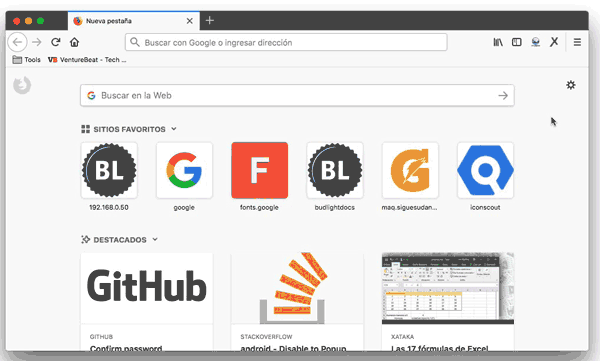 Nueva pestaña
Buscar con Google o ingresar dirección
Tools
VB VentureBeat - Tech ...
Buscar en la Web
SITIOS FAVORITOS
BL
F
BL
G
192.168.0.50
google
fonts.google
budlightdocs
maq.siguesudan...
iconscout
DESTACADOS
GitHub
GITHUB
STACKOVERFLOW
XATAKA
Confirm password
android - Disable to Popup
Las 17 fórmulas de Excel